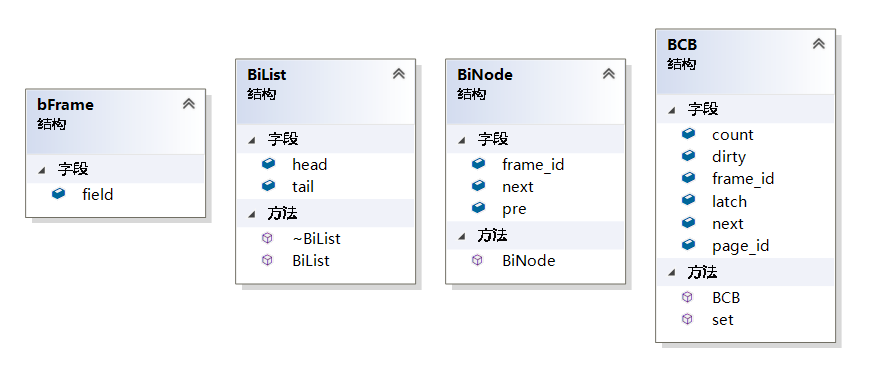 bFrame
结构
字段
field
BiList
结构
字段
head
tail
方法
~BiList
BiList
BiNode
结构
字段
frame_id
next
pre
方法
BiNode
BCB
结构
字段
count
dirty
frame_id
latch
next
page_id
方法
BCB
set